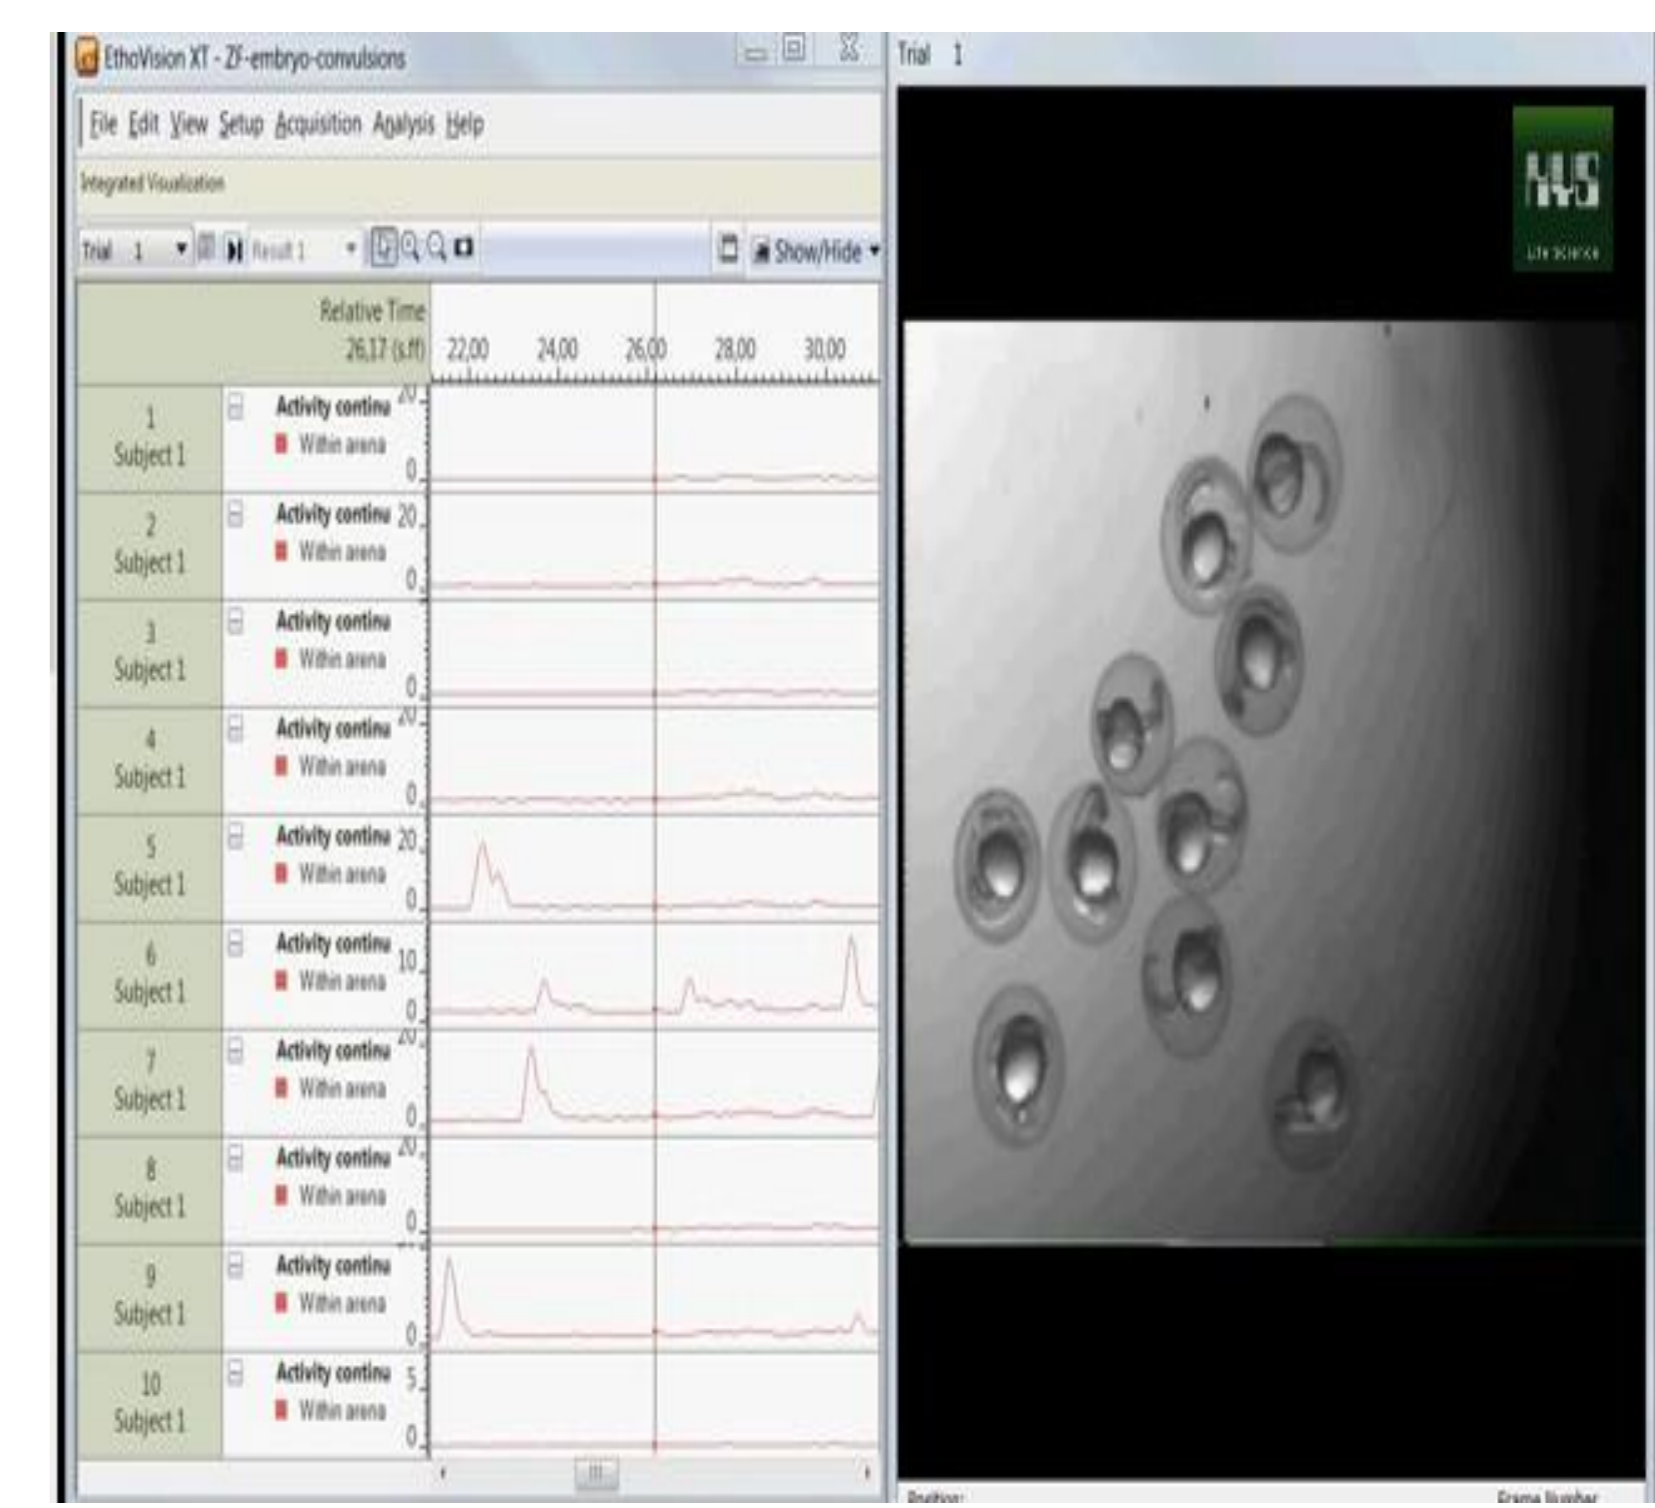 EthoVision XT - ZF-embryo-convulsions
File Edit View Setup Acquisition Analysis Help
Integrated Visualization
Trial 1 Result 1 Show/Hide
Relative Time
26,17 (s.ff) 22,00 24,00 26,00 28,00 30,00
1
Subject 1
Activity continu 20
Within arena
0
2
Subject 1
Activity continu 20
Within arena
0
3
Subject 1
Activity continu
Within arena
0
4
Subject 1
Activity continu 20
Within arena
0
5
Subject 1
Activity continu 20
Within arena
0
6
Subject 1
Activity continu 10
Within arena
0
7
Subject 1
Activity continu 20
Within arena
0
8
Subject 1
Activity continu 20
Within arena
0
9
Subject 1
Activity continu
Within arena
0
10
Subject 1
Activity continu 5
Within arena
0
Trial 1
Life Science
Position:
Frame Number